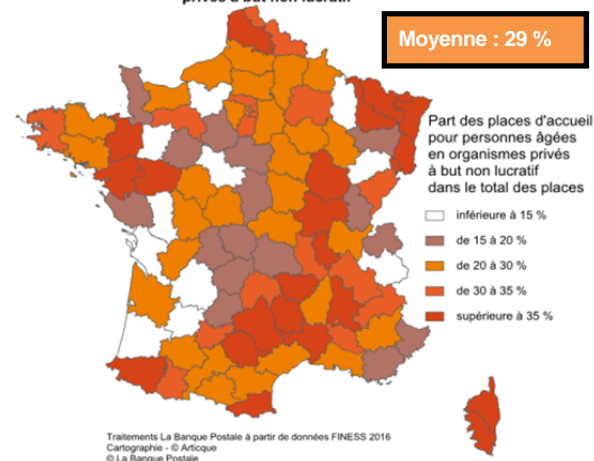 privés à but non lucratif
Moyenne : 29 %
Part des places d'accueil
pour personnes âgées
en organismes privés
à but non lucratif
dans le total des places
inférieure à 15 %
de 15 à 20 %
de 20 à 30 %
de 30 à 35 %
supérieure à 35 %
Traitements La Banque Postale à partir de données FINESS 2016
Cartographie - © Articque
© La Banque Postale